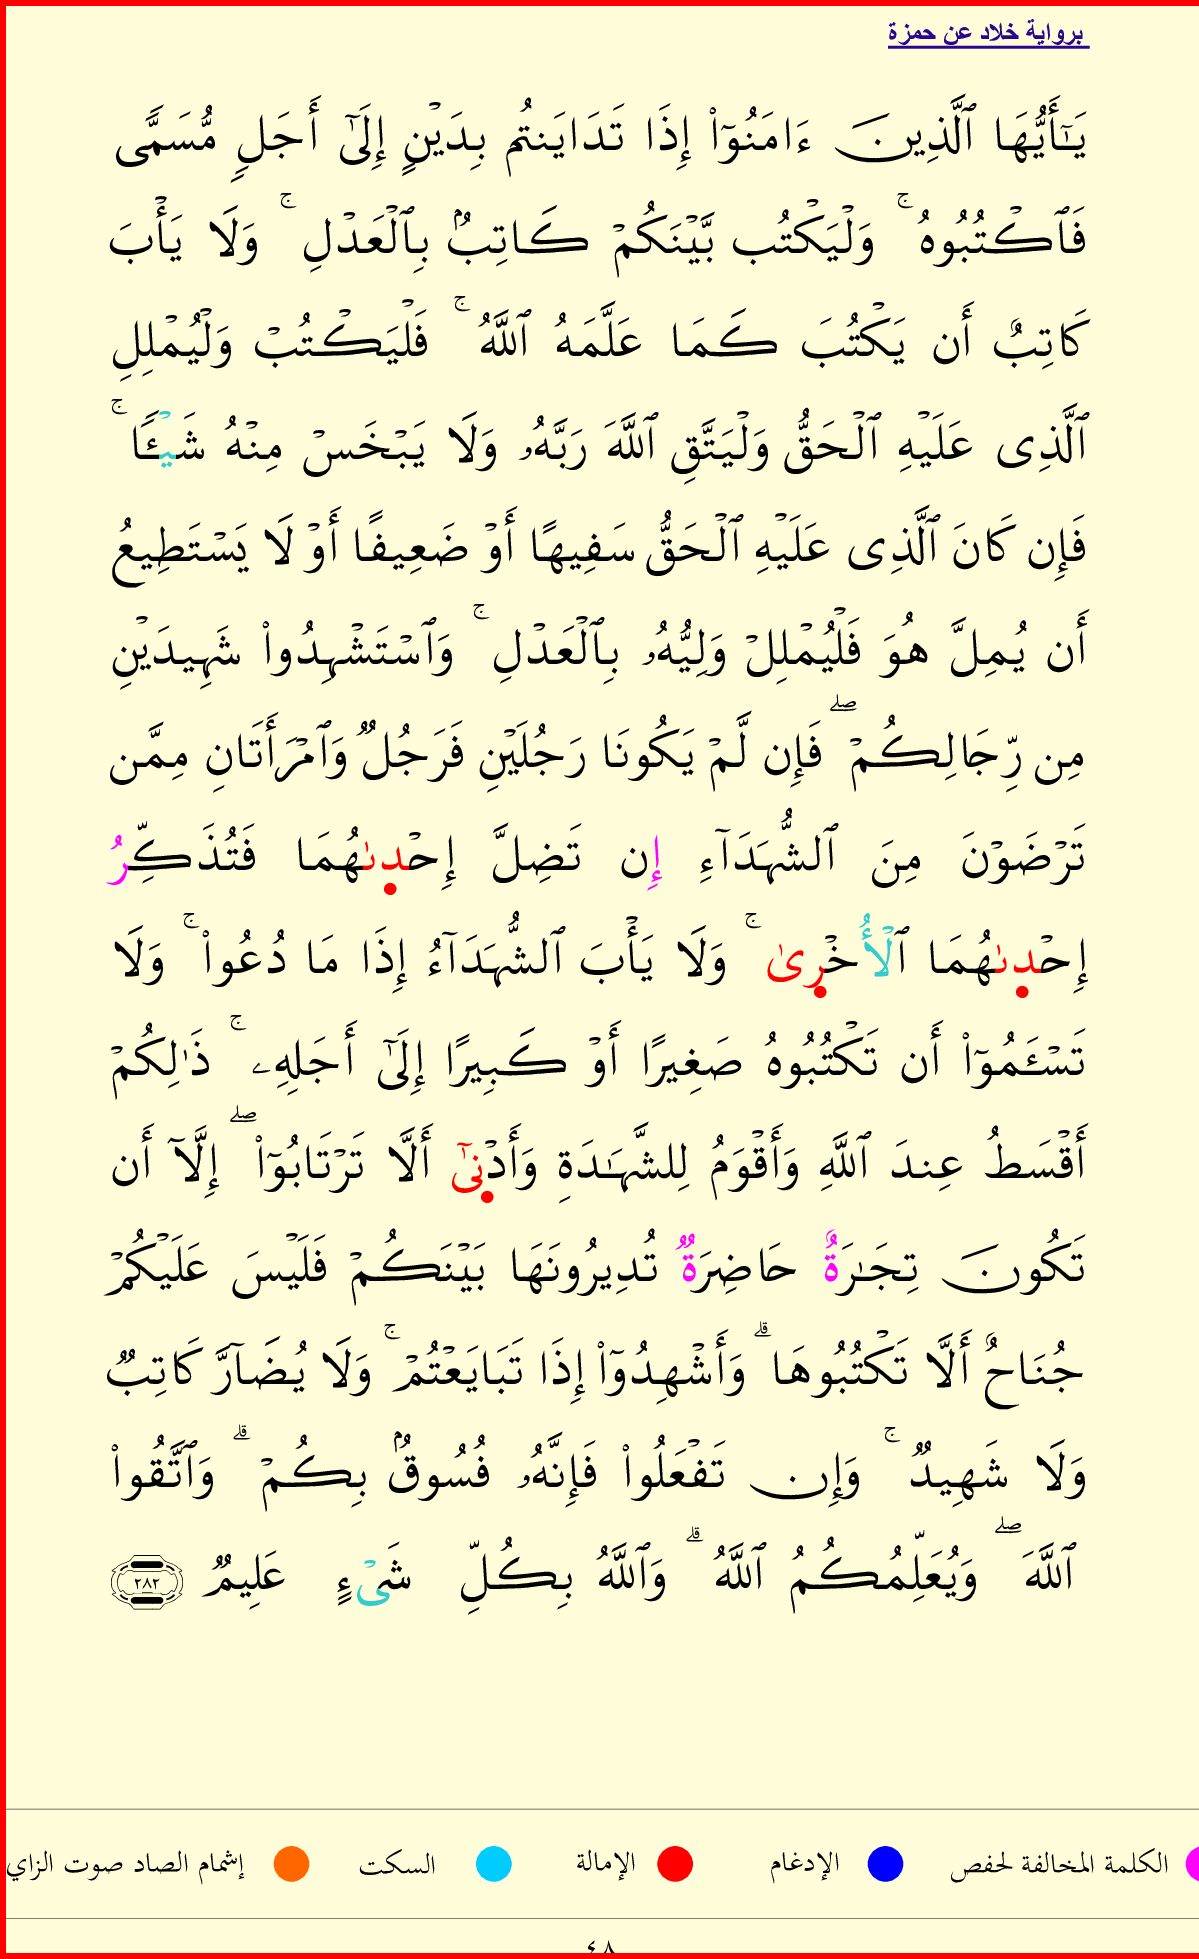 برواية خلاد عن حمزة
يَـٰٓأَيُّهَا ٱلَّذِينَ ءَامَنُوٓا۟ إِذَا تَدَايَنتُم بِدَيْنٍ إِلَىٰٓ أَجَلٍ مُّسَمًّى
فَٱكْتُبُوهُ ۚ وَلْيَكْتُب بَّيْنَكُمْ كَاتِبٌۢ بِٱلْعَدْلِ ۚ وَلَا يَأْبَ
كَاتِبٌ أَن يَكْتُبَ كَمَا عَلَّمَهُ ٱللَّهُ ۚ فَلْيَكْتُبْ وَلْيُمْلِلِ
ٱلَّذِى عَلَيْهِ ٱلْحَقُّ وَلْيَتَّقِ ٱللَّهَ رَبَّهُۥ وَلَا يَبْخَسْ مِنْهُ شَيْـًٔا ۚ
فَإِن كَانَ ٱلَّذِى عَلَيْهِ ٱلْحَقُّ سَفِيهًا أَوْ ضَعِيفًا أَوْ لَا يَسْتَطِيعُ
أَن يُمِلَّ هُوَ فَلْيُمْلِلْ وَلِيُّهُۥ بِٱلْعَدْلِ ۚ وَٱسْتَشْهِدُوا۟ شَهِيدَيْنِ
مِن رِّجَالِكُمْ ۖ فَإِن لَّمْ يَكُونَا رَجُلَيْنِ فَرَجُلٌ وَٱمْرَأَتَانِ مِمَّن
تَرْضَوْنَ مِنَ ٱلشُّهَدَآءِ إِن تَضِلَّ إِحْدىٰهُمَا فَتُذَكِّرُ
إِحْدىٰهُمَا ٱلْأُخْرِىٰ ۚ وَلَا يَأْبَ ٱلشُّهَدَآءُ إِذَا مَا دُعُوا۟ ۚ وَلَا
تَسْـَٔمُوٓا۟ أَن تَكْتُبُوهُ صَغِيرًا أَوْ كَبِيرًا إِلَىٰٓ أَجَلِهِۦ ۚ ذَٰلِكُمْ
أَقْسَطُ عِندَ ٱللَّهِ وَأَقْوَمُ لِلشَّهَـٰدَةِ وَأَدْنِىٰٓ أَلَّا تَرْتَابُوٓا۟ ۖ إِلَّآ أَن
تَكُونَ تِجَـٰرَةٌ حَاضِرَةٌ تُدِيرُونَهَا بَيْنَكُمْ فَلَيْسَ عَلَيْكُمْ
جُنَاحٌ أَلَّا تَكْتُبُوهَا ۗ وَأَشْهِدُوٓا۟ إِذَا تَبَايَعْتُمْ ۚ وَلَا يُضَآرَّ كَاتِبٌ
وَلَا شَهِيدٌ ۚ وَإِن تَفْعَلُوا۟ فَإِنَّهُۥ فُسُوقٌۢ بِكُمْ ۗ وَٱتَّقُوا۟
ٱللَّهَ ۖ وَيُعَلِّمُكُمُ ٱللَّهُ ۗ وَٱللَّهُ بِكُلِّ شَىْءٍ عَلِيمٌ ٢٨٢
الكلمة المخالفة لحفص الإدغام الإمالة السكت إشمام الصاد صوت الزاي
٤٨